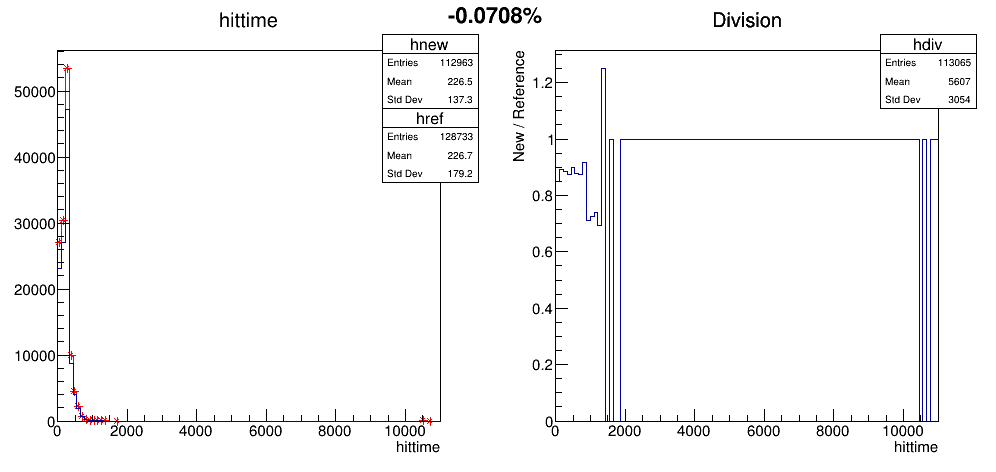 -0.0708%
hittime
hnew
Entries 112963
Mean 226.5
Std Dev 137.3
href
Entries 128733
Mean 226.7
Std Dev 179.2
50000
40000
30000
20000
10000
0
0 2000 4000 6000 8000 10000
hittime
Division
hdiv
Entries 113065
Mean 5607
Std Dev 3054
New / Reference
1.2
1
0.8
0.6
0.4
0.2
0
0 2000 4000 6000 8000 10000
hittime